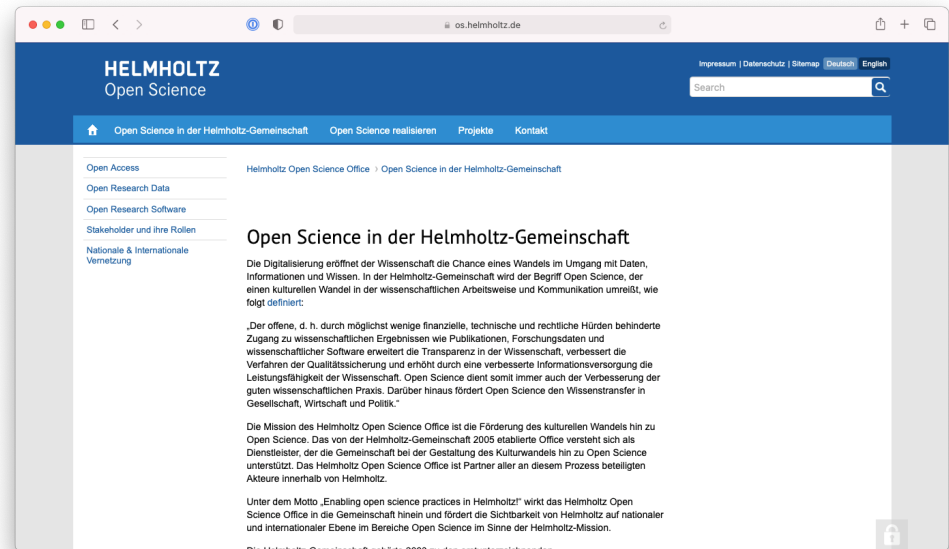 os.helmholtz.de
HELMHOLTZ
Open Science
Impressum | Datenschutz | Sitemap Deutsch English
Search
Open Science in der Helmholtz-Gemeinschaft Open Science realisieren Projekte Kontakt
Open Access
Open Research Data
Open Research Software
Stakeholder und ihre Rollen
Nationale & Internationale
Vernetzung
Helmholtz Open Science Office › Open Science in der Helmholtz-Gemeinschaft
Open Science in der Helmholtz-Gemeinschaft
Die Digitalisierung eröffnet der Wissenschaft die Chance eines Wandels im Umgang mit Daten,
Informationen und Wissen. In der Helmholtz-Gemeinschaft wird der Begriff Open Science, der
einen kulturellen Wandel in der wissenschaftlichen Arbeitsweise und Kommunikation umreißt, wie
folgt definiert:
„Der offene, d. h. durch möglichst wenige finanzielle, technische und rechtliche Hürden behinderte
Zugang zu wissenschaftlichen Ergebnissen wie Publikationen, Forschungsdaten und
wissenschaftlicher Software erweitert die Transparenz in der Wissenschaft, verbessert die
Verfahren der Qualitätssicherung und erhöht durch eine verbesserte Informationsversorgung die
Leistungsfähigkeit der Wissenschaft. Open Science dient somit immer auch der Verbesserung der
guten wissenschaftlichen Praxis. Darüber hinaus fördert Open Science den Wissenstransfer in
Gesellschaft, Wirtschaft und Politik.“
Die Mission des Helmholtz Open Science Office ist die Förderung des kulturellen Wandels hin zu
Open Science. Das von der Helmholtz-Gemeinschaft 2005 etablierte Office versteht sich als
Dienstleister, der die Gemeinschaft bei der Gestaltung des Kulturwandels hin zu Open Science
unterstützt. Das Helmholtz Open Science Office ist Partner aller an diesem Prozess beteiligten
Akteure innerhalb von Helmholtz.
Unter dem Motto „Enabling open science practices in Helmholtz!“ wirkt das Helmholtz Open
Science Office in die Gemeinschaft hinein und fördert die Sichtbarkeit von Helmholtz auf nationaler
und internationaler Ebene im Bereiche Open Science im Sinne der Helmholtz-Mission.